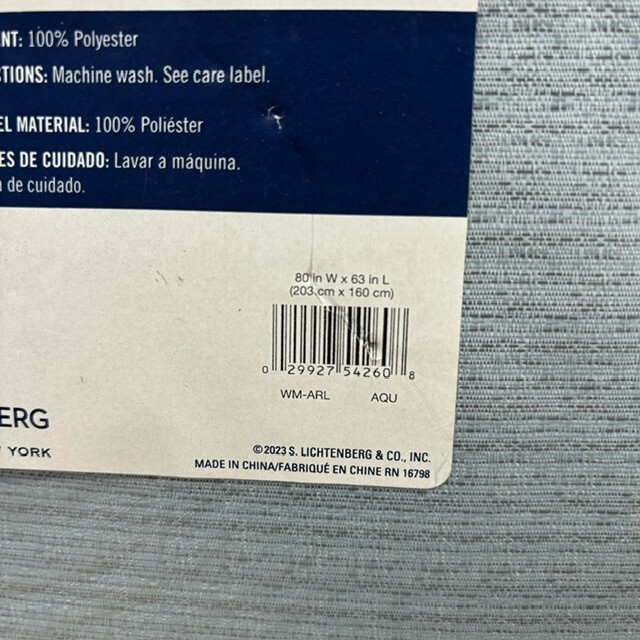 NT: 100% Polyester
TIONS: Machine wash. See care label.
EL MATERIAL: 100% Poliéster
ES DE CUIDADO: Lavar a máquina.
de cuidado.
80 in W x 63 in L
(203 cm x 160 cm)
0 29927 54260 8
WM-ARL AQU
ERG
YORK
©2023 S. LICHTENBERG & CO., INC.
MADE IN CHINA/FABRIQUÉ EN CHINE RN 16798